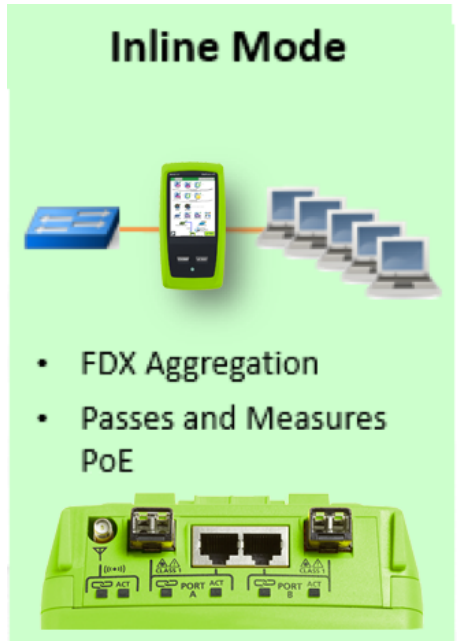 Inline Mode
• FDX Aggregation
• Passes and Measures
PoE
CLASS 1 CLASS 1
ACT PORT A ACT PORT B ACT